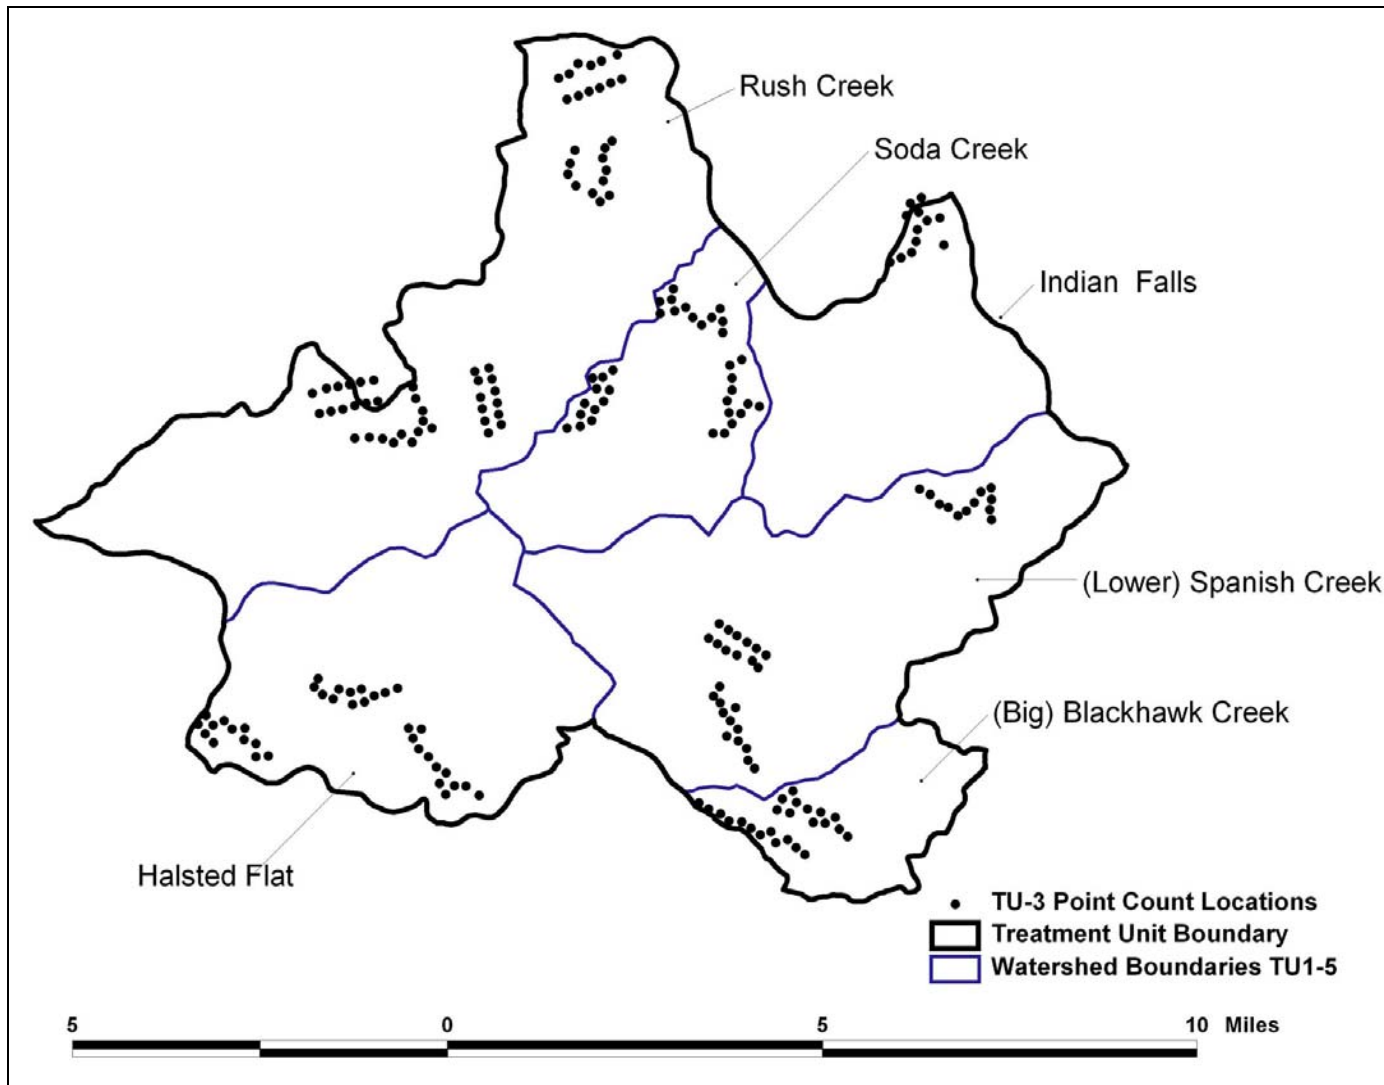 Rush Creek
Soda Creek
Indian Falls
(Lower) Spanish Creek
(Big) Blackhawk Creek
Halsted Flat
TU-3 Point Count Locations
Treatment Unit Boundary
Watershed Boundaries TU1-5
5 0 5 10 Miles